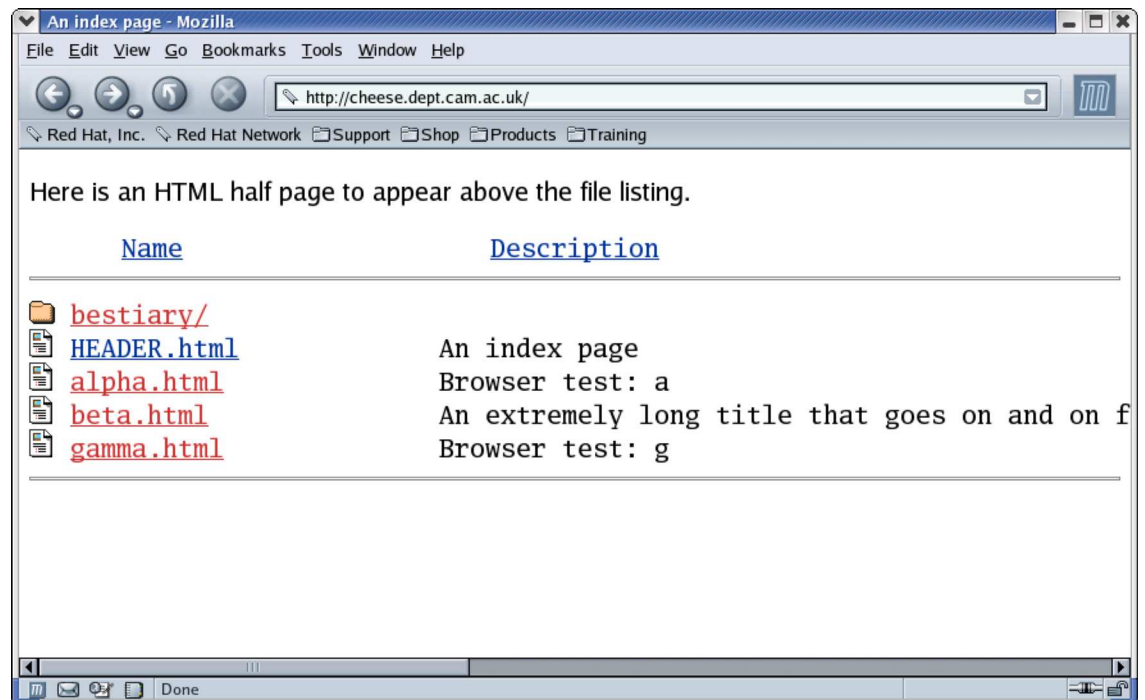 An index page - Mozilla
File Edit View Go Bookmarks Tools Window Help
http://cheese.dept.cam.ac.uk/
Red Hat, Inc. Red Hat Network Support Shop Products Training
Here is an HTML half page to appear above the file listing.
Name Description
bestiary/
HEADER.html An index page
alpha.html Browser test: a
beta.html An extremely long title that goes on and on f
gamma.html Browser test: g
Done